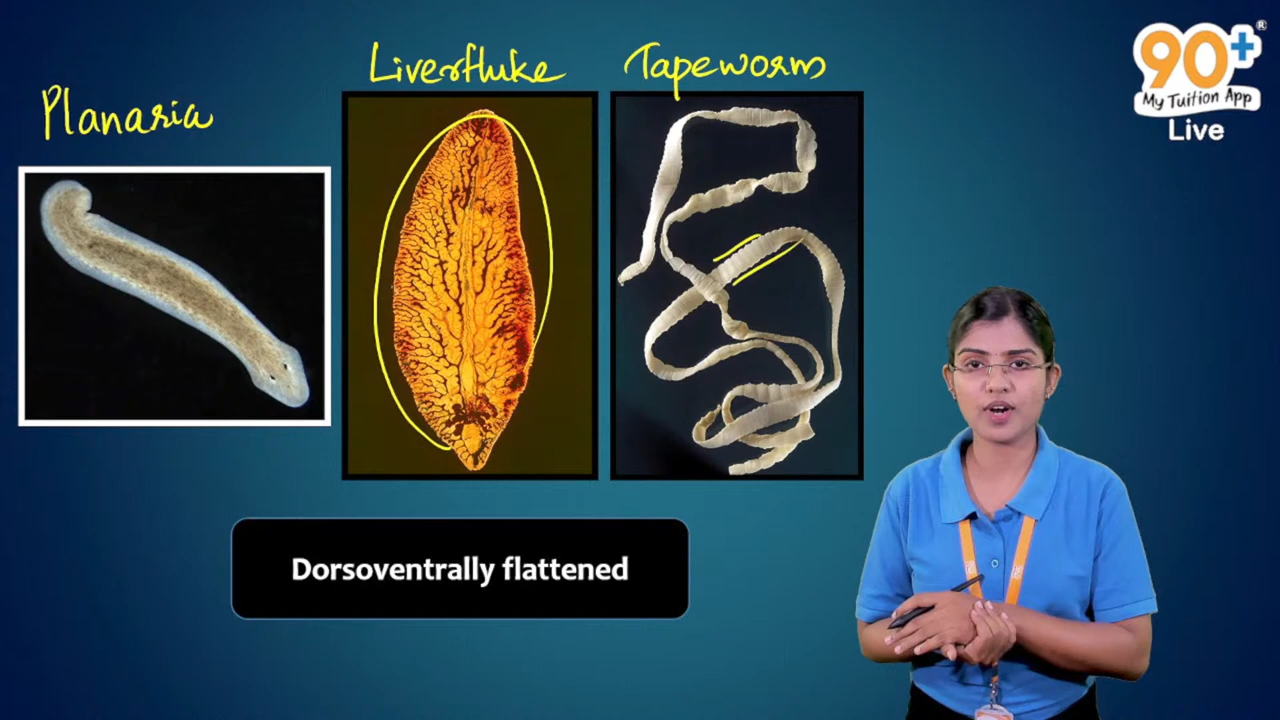 Planaria
Liverfluke
Tapeworm
90+®
My Tuition App
Live
Dorsoventrally flattened